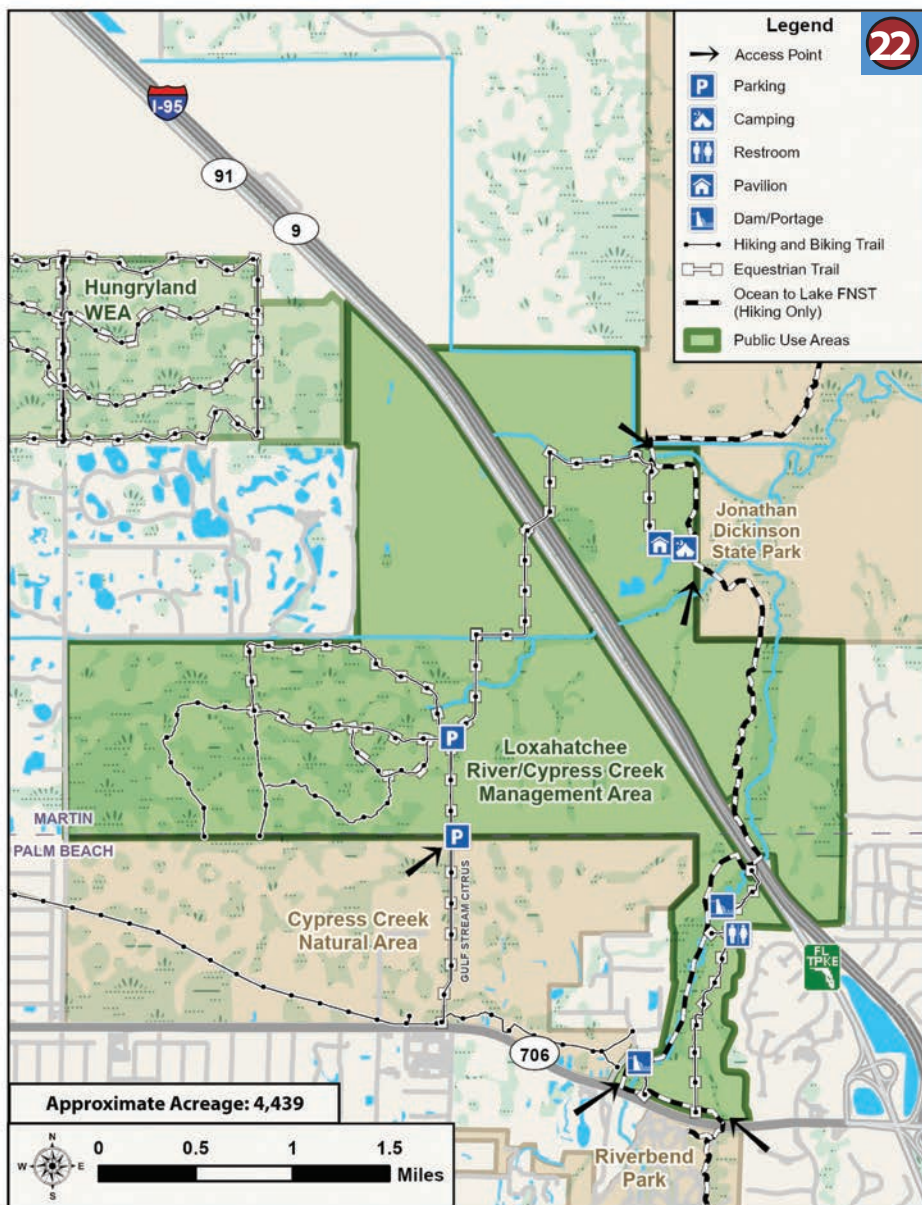 Legend
22
Access Point
P
Parking
Camping
Restroom
Pavilion
Dam/Portage
Hiking and Biking Trail
Equestrian Trail
Ocean to Lake FNST
(Hiking Only)
Public Use Areas
I-95
91
9
Hungryland
WEA
Jonathan
Dickinson
State Park
P
Loxahatchee
River/Cypress Creek
Management Area
MARTIN
PALM BEACH
P
GULF STREAM CITRUS
Cypress Creek
Natural Area
FL
TPKE
706
Riverbend
Park
Approximate Acreage: 4,439
N
W
E
S
0
0.5
1
1.5
Miles